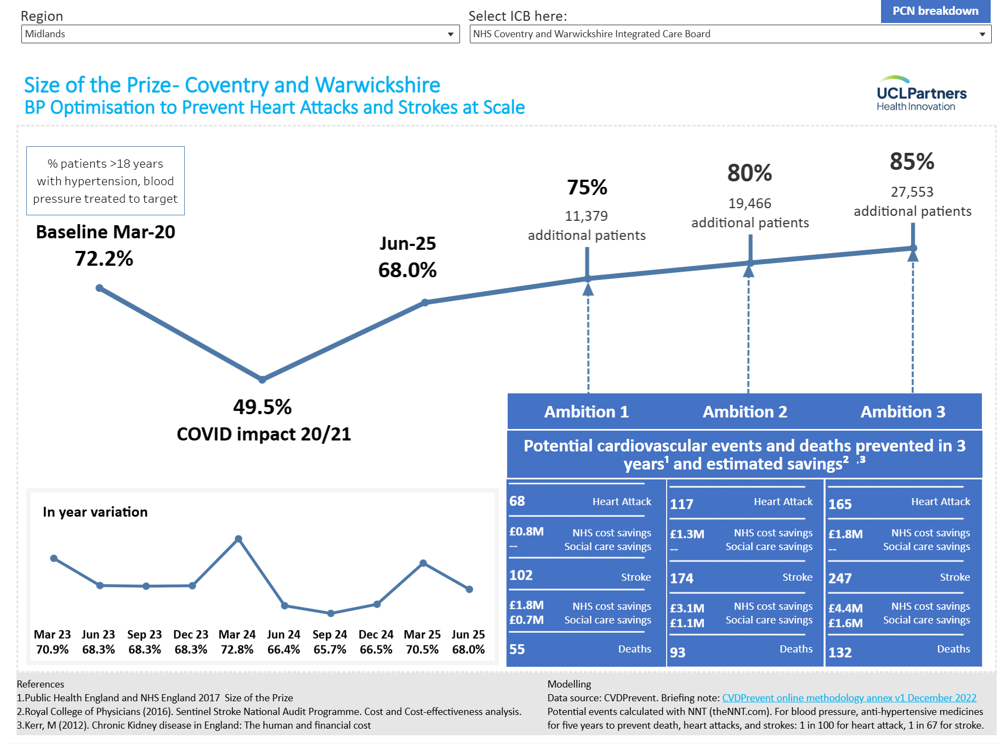 Region
Select ICB here:
PCN breakdown
Midlands
NHS Coventry and Warwickshire Integrated Care Board
Size of the Prize- Coventry and Warwickshire
BP Optimisation to Prevent Heart Attacks and Strokes at Scale
UCLPartners
Health Innovation
% patients >18 years
with hypertension, blood
pressure treated to target
Baseline Mar-20
72.2%
49.5%
COVID impact 20/21
Jun-25
68.0%
75%
11,379
additional patients
80%
19,466
additional patients
85%
27,553
additional patients
Ambition 1 Ambition 2 Ambition 3
Potential cardiovascular events and deaths prevented in 3
years¹ and estimated savings² ,³
68 Heart Attack
£0.8M NHS cost savings
-- Social care savings
102 Stroke
£1.8M NHS cost savings
£0.7M Social care savings
55 Deaths
117 Heart Attack
£1.3M NHS cost savings
-- Social care savings
174 Stroke
£3.1M NHS cost savings
£1.1M Social care savings
93 Deaths
165 Heart Attack
£1.8M NHS cost savings
-- Social care savings
247 Stroke
£4.4M NHS cost savings
£1.6M Social care savings
132 Deaths
In year variation
Mar 23 Jun 23 Sep 23 Dec 23 Mar 24 Jun 24 Sep 24 Dec 24 Mar 25 Jun 25
70.9% 68.3% 68.3% 68.3% 72.8% 66.4% 65.7% 66.5% 70.5% 68.0%
References
1.Public Health England and NHS England 2017 Size of the Prize
2.Royal College of Physicians (2016). Sentinel Stroke National Audit Programme. Cost and Cost-effectiveness analysis.
3.Kerr, M (2012). Chronic Kidney disease in England: The human and financial cost
Modelling
Data source: CVDPrevent. Briefing note: CVDPrevent online methodology annex v1 December 2022
Potential events calculated with NNT (theNNT.com). For blood pressure, anti-hypertensive medicines
for five years to prevent death, heart attacks, and strokes: 1 in 100 for heart attack, 1 in 67 for stroke.